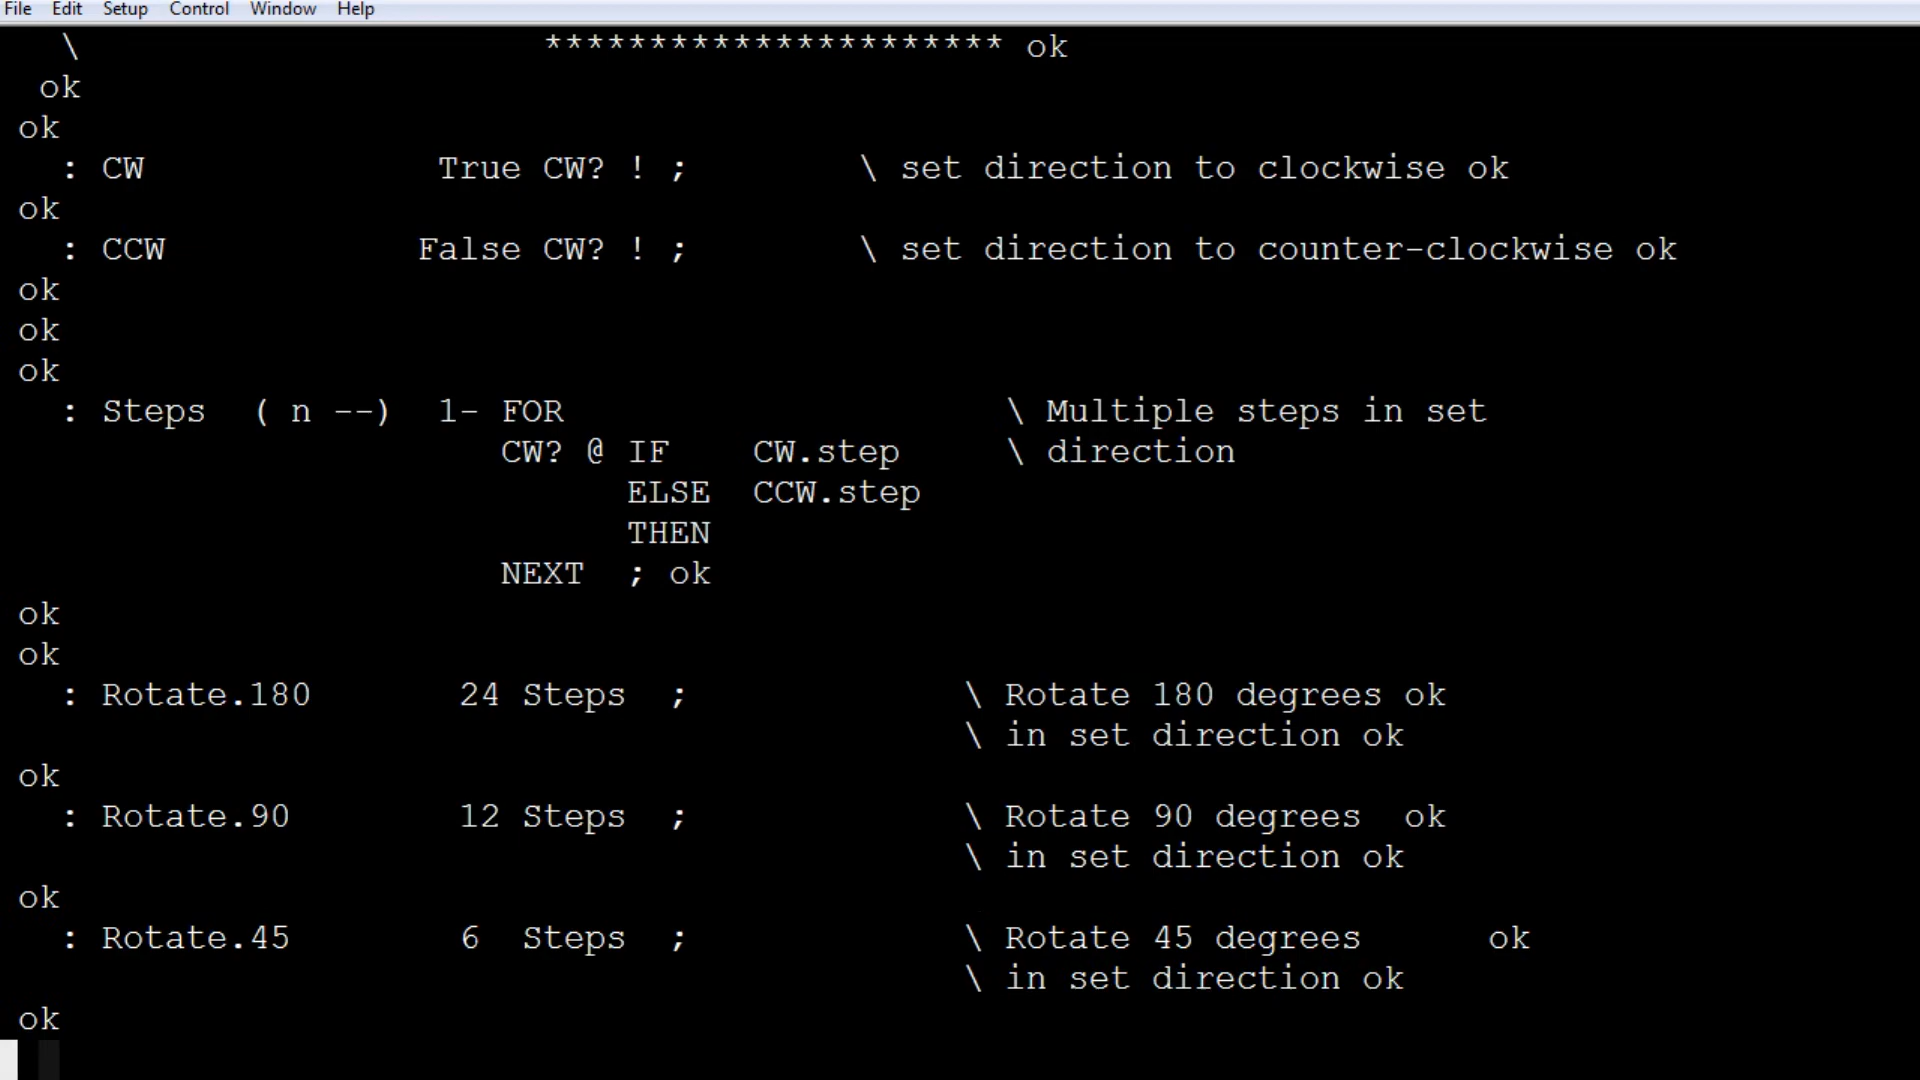 File Edit Setup Control Window Help
\ ********************** ok
ok
ok
: CW True CW? ! ; \ set direction to clockwise ok
ok
: CCW False CW? ! ; \ set direction to counter-clockwise ok
ok
ok
ok
: Steps ( n --) 1- FOR \ Multiple steps in set
CW? @ IF CW.step \ direction
ELSE CCW.step
THEN
NEXT ; ok
ok
ok
: Rotate.180 24 Steps ; \ Rotate 180 degrees ok
\ in set direction ok
ok
: Rotate.90 12 Steps ; \ Rotate 90 degrees ok
\ in set direction ok
ok
: Rotate.45 6 Steps ; \ Rotate 45 degrees ok
\ in set direction ok
ok